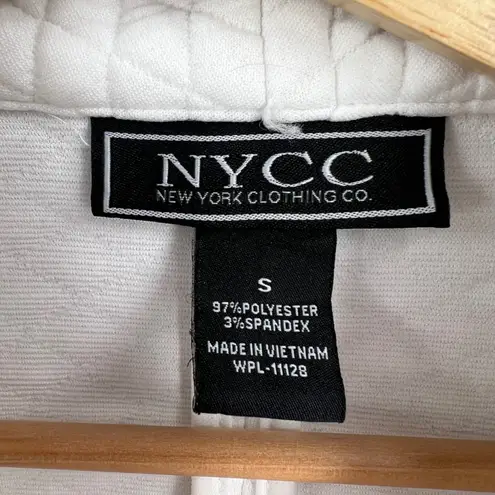 NYCC
NEW YORK CLOTHING CO.
S
97%POLYESTER
3%SPANDEX
MADE IN VIETNAM
WPL-11128